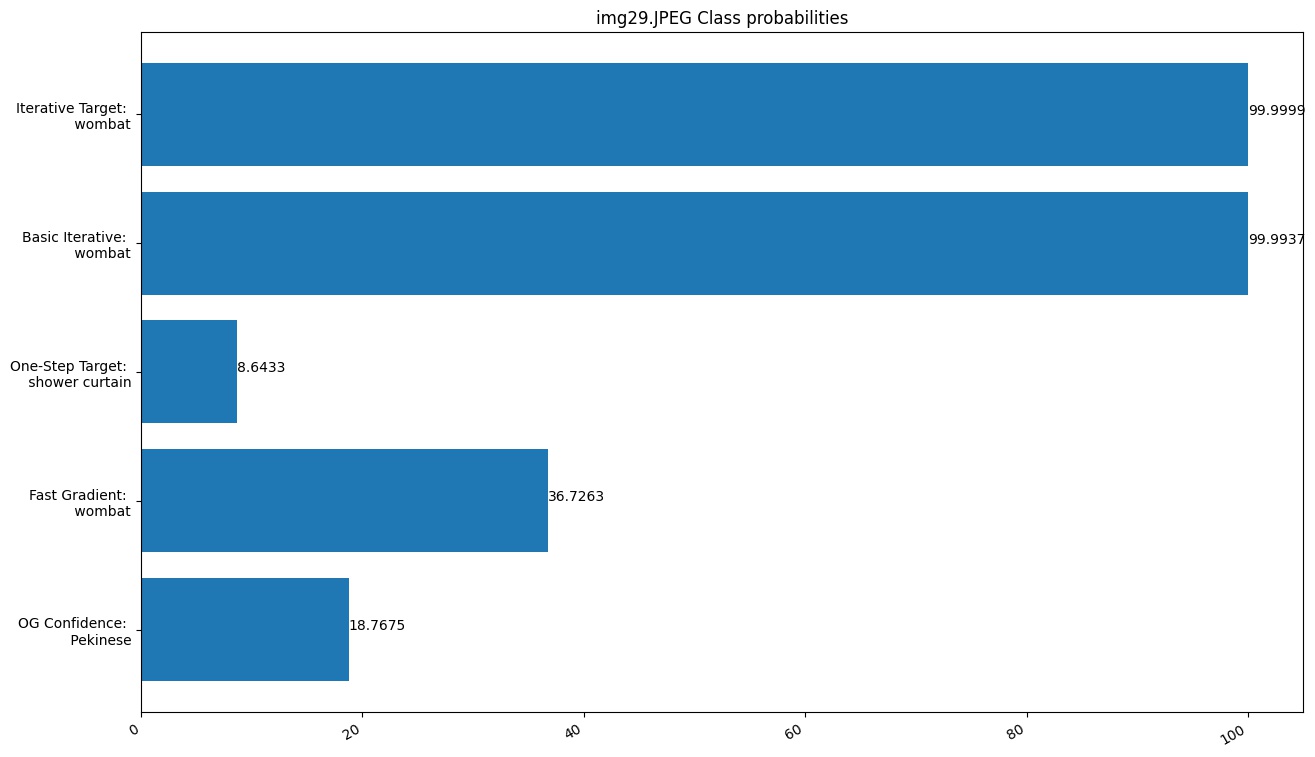 img29.JPEG Class probabilities
Iterative Target:
wombat
99.9999
Basic Iterative:
wombat
99.9937
One-Step Target:
shower curtain
8.6433
Fast Gradient:
wombat
36.7263
OG Confidence:
Pekinese
18.7675
0
20
40
60
80
100